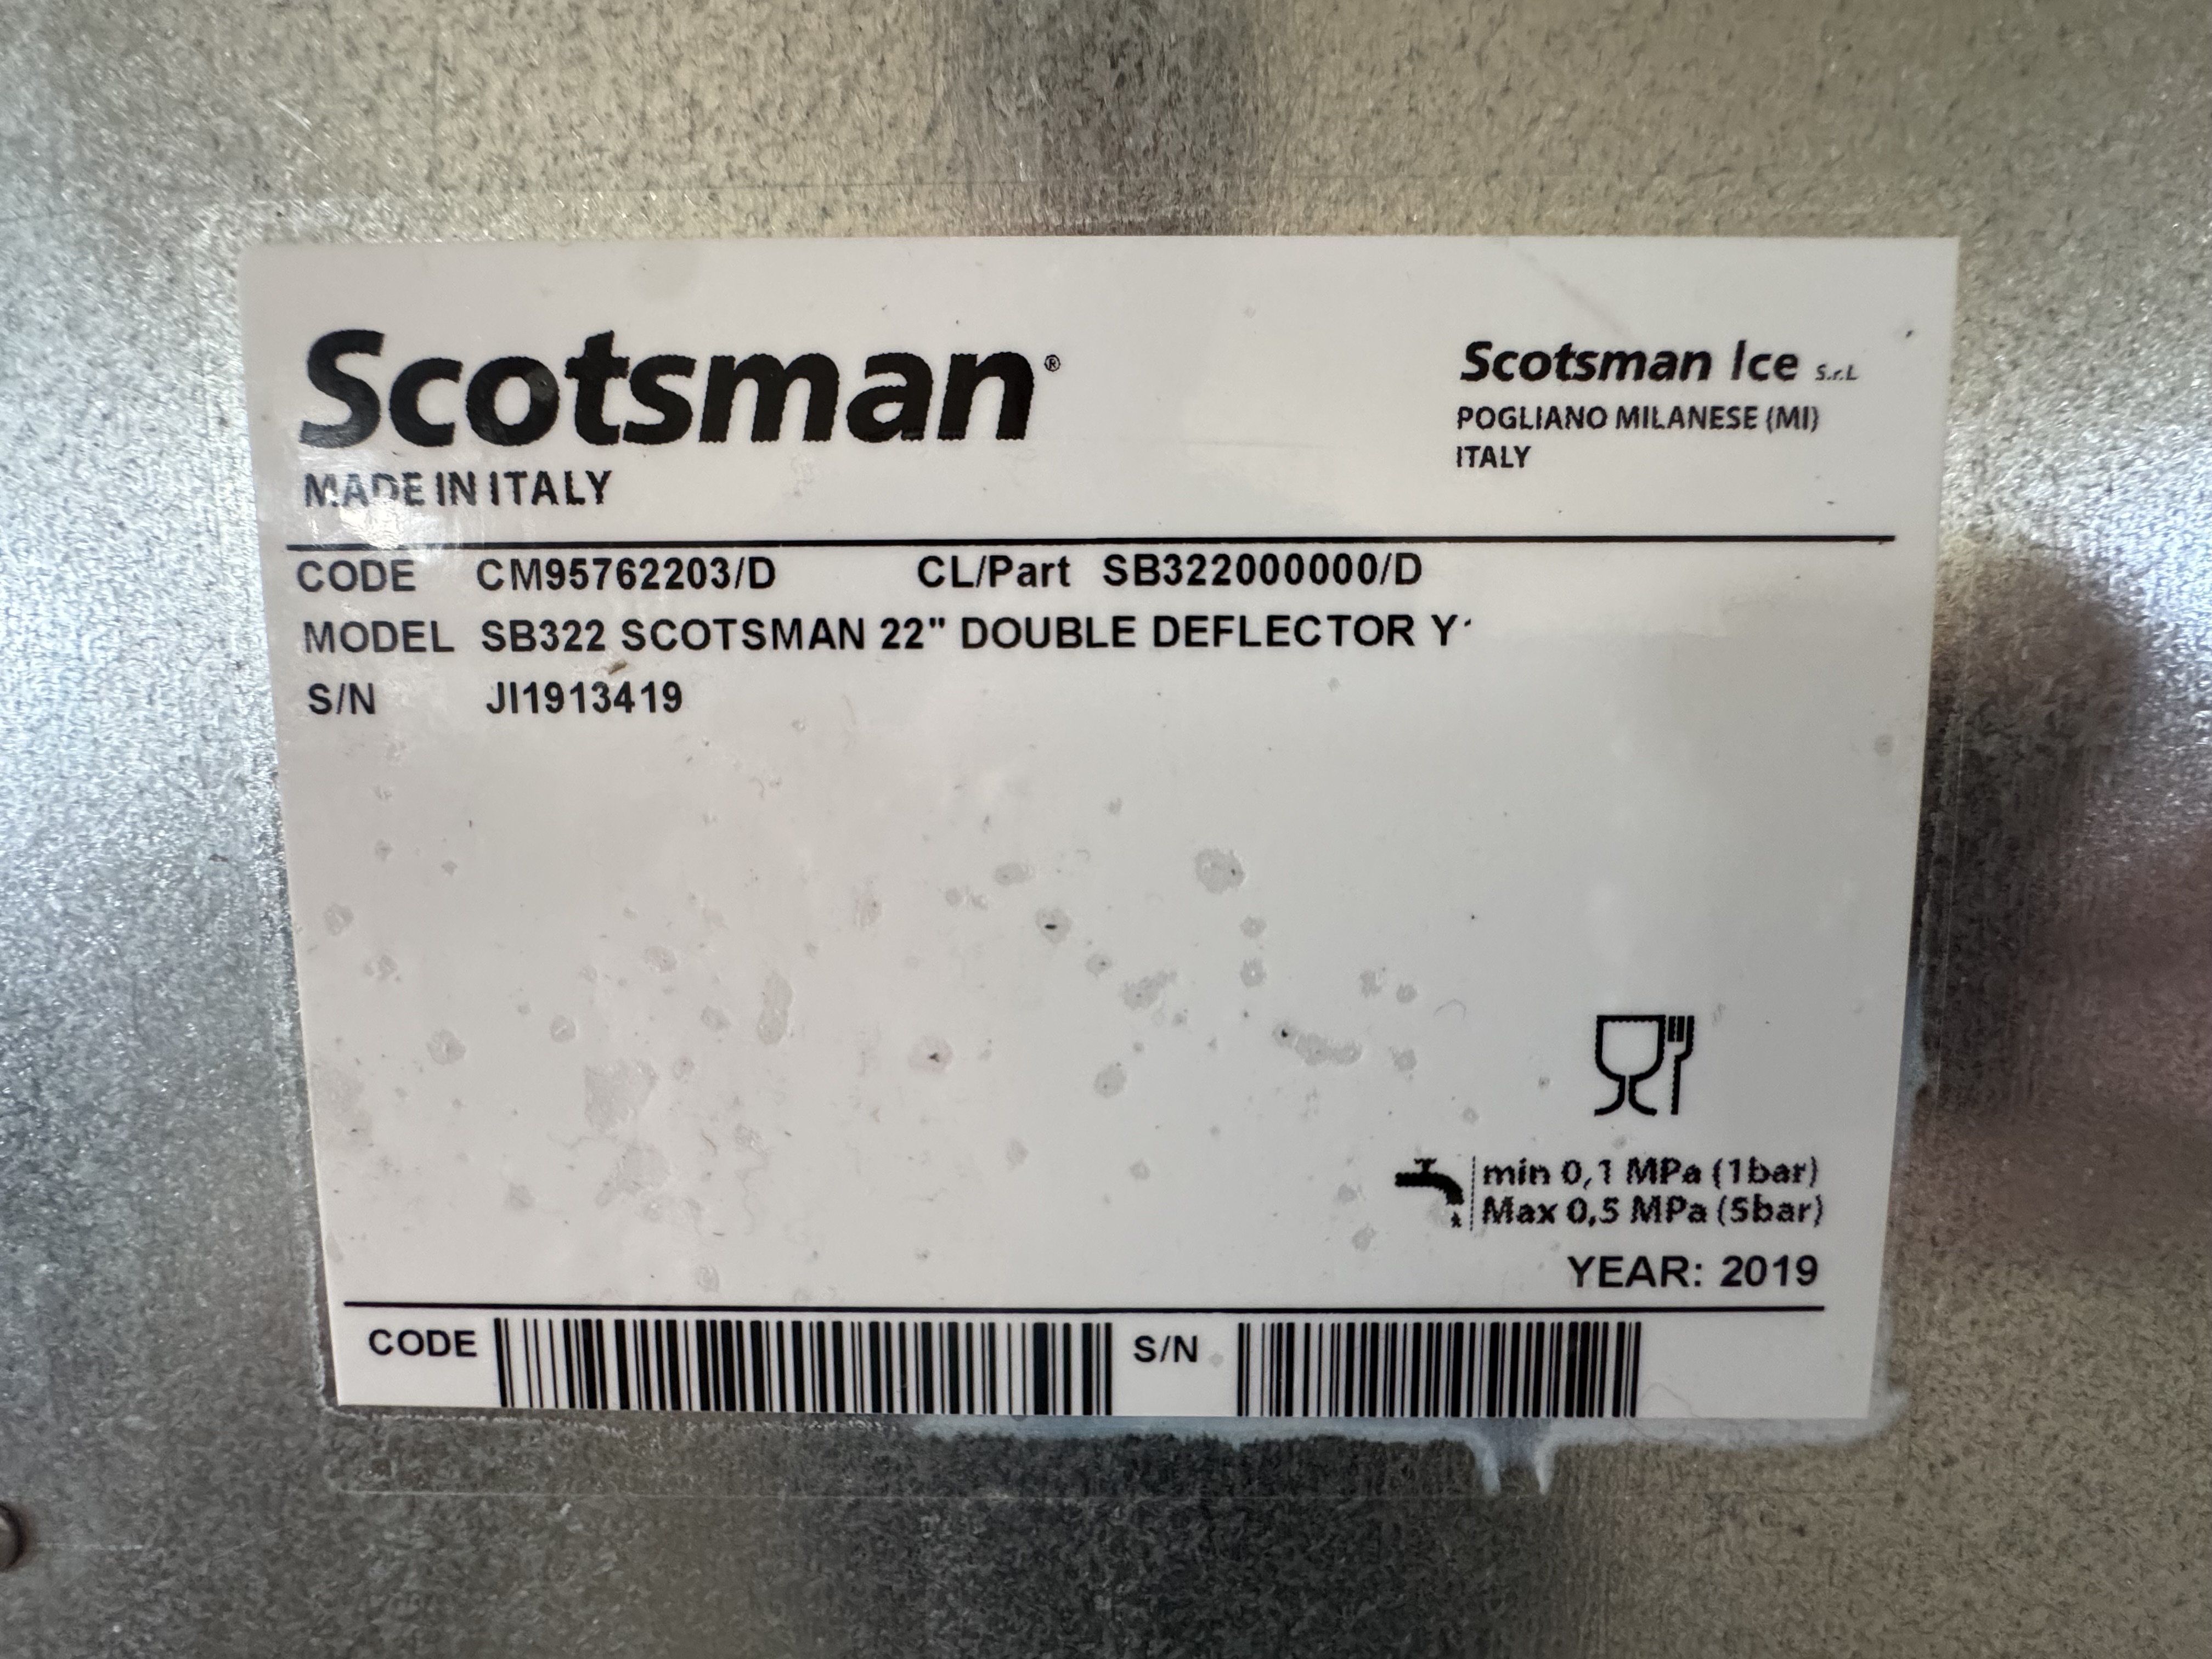 Scotsman®
MADE IN ITALY
Scotsman Ice S.r.L
POGLIANO MILANESE (MI)
ITALY
CODE CM95762203/D CL/Part SB322000000/D
MODEL SB322 SCOTSMAN 22" DOUBLE DEFLECTOR Y
S/N JI1913419
min 0,1 MPa (1bar)
Max 0,5 MPa (5bar)
YEAR: 2019
CODE S/N